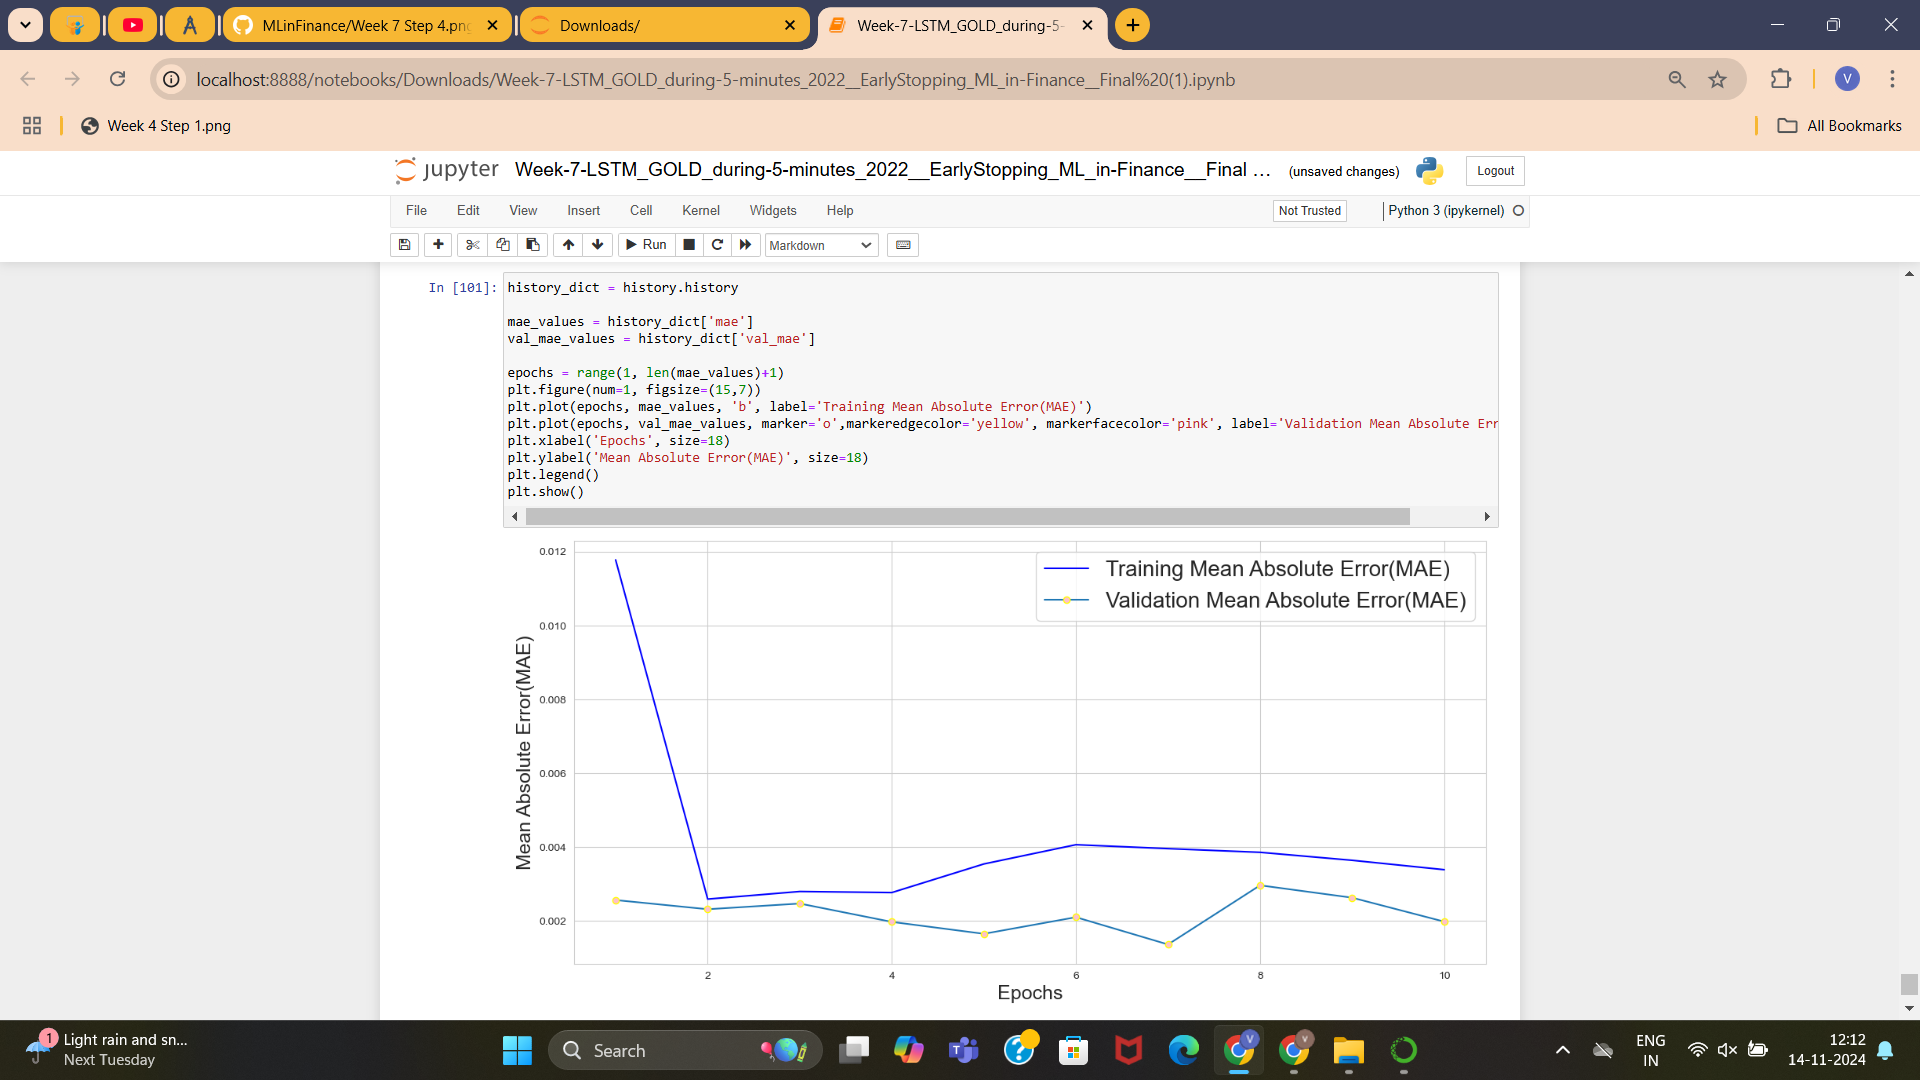 MLinFinance/Week 7 Step 4.png
Downloads/
Week-7-LSTM_GOLD_during-5-
localhost:8888/notebooks/Downloads/Week-7-LSTM_GOLD_during-5-minutes_2022__EarlyStopping_ML_in-Finance__Final%20(1).ipynb
V
Week 4 Step 1.png
All Bookmarks
jupyter Week-7-LSTM_GOLD_during-5-minutes_2022__EarlyStopping_ML_in-Finance__Final ... (unsaved changes) Logout
File Edit View Insert Cell Kernel Widgets Help Not Trusted Python 3 (ipykernel)
Run Markdown
In [101]: history_dict = history.history
mae_values = history_dict['mae']
val_mae_values = history_dict['val_mae']
epochs = range(1, len(mae_values)+1)
plt.figure(num=1, figsize=(15,7))
plt.plot(epochs, mae_values, 'b', label='Training Mean Absolute Error(MAE)')
plt.plot(epochs, val_mae_values, marker='o',markeredgecolor='yellow', markerfacecolor='pink', label='Validation Mean Absolute Err
plt.xlabel('Epochs', size=18)
plt.ylabel('Mean Absolute Error(MAE)', size=18)
plt.legend()
plt.show()
Training Mean Absolute Error(MAE)
Validation Mean Absolute Error(MAE)
Mean Absolute Error(MAE)
0.012
0.010
0.008
0.006
0.004
0.002
2 4 6 8 10
Epochs
1
Light rain and sn...
Next Tuesday
Search
V
V
ENG
IN
12:12
14-11-2024